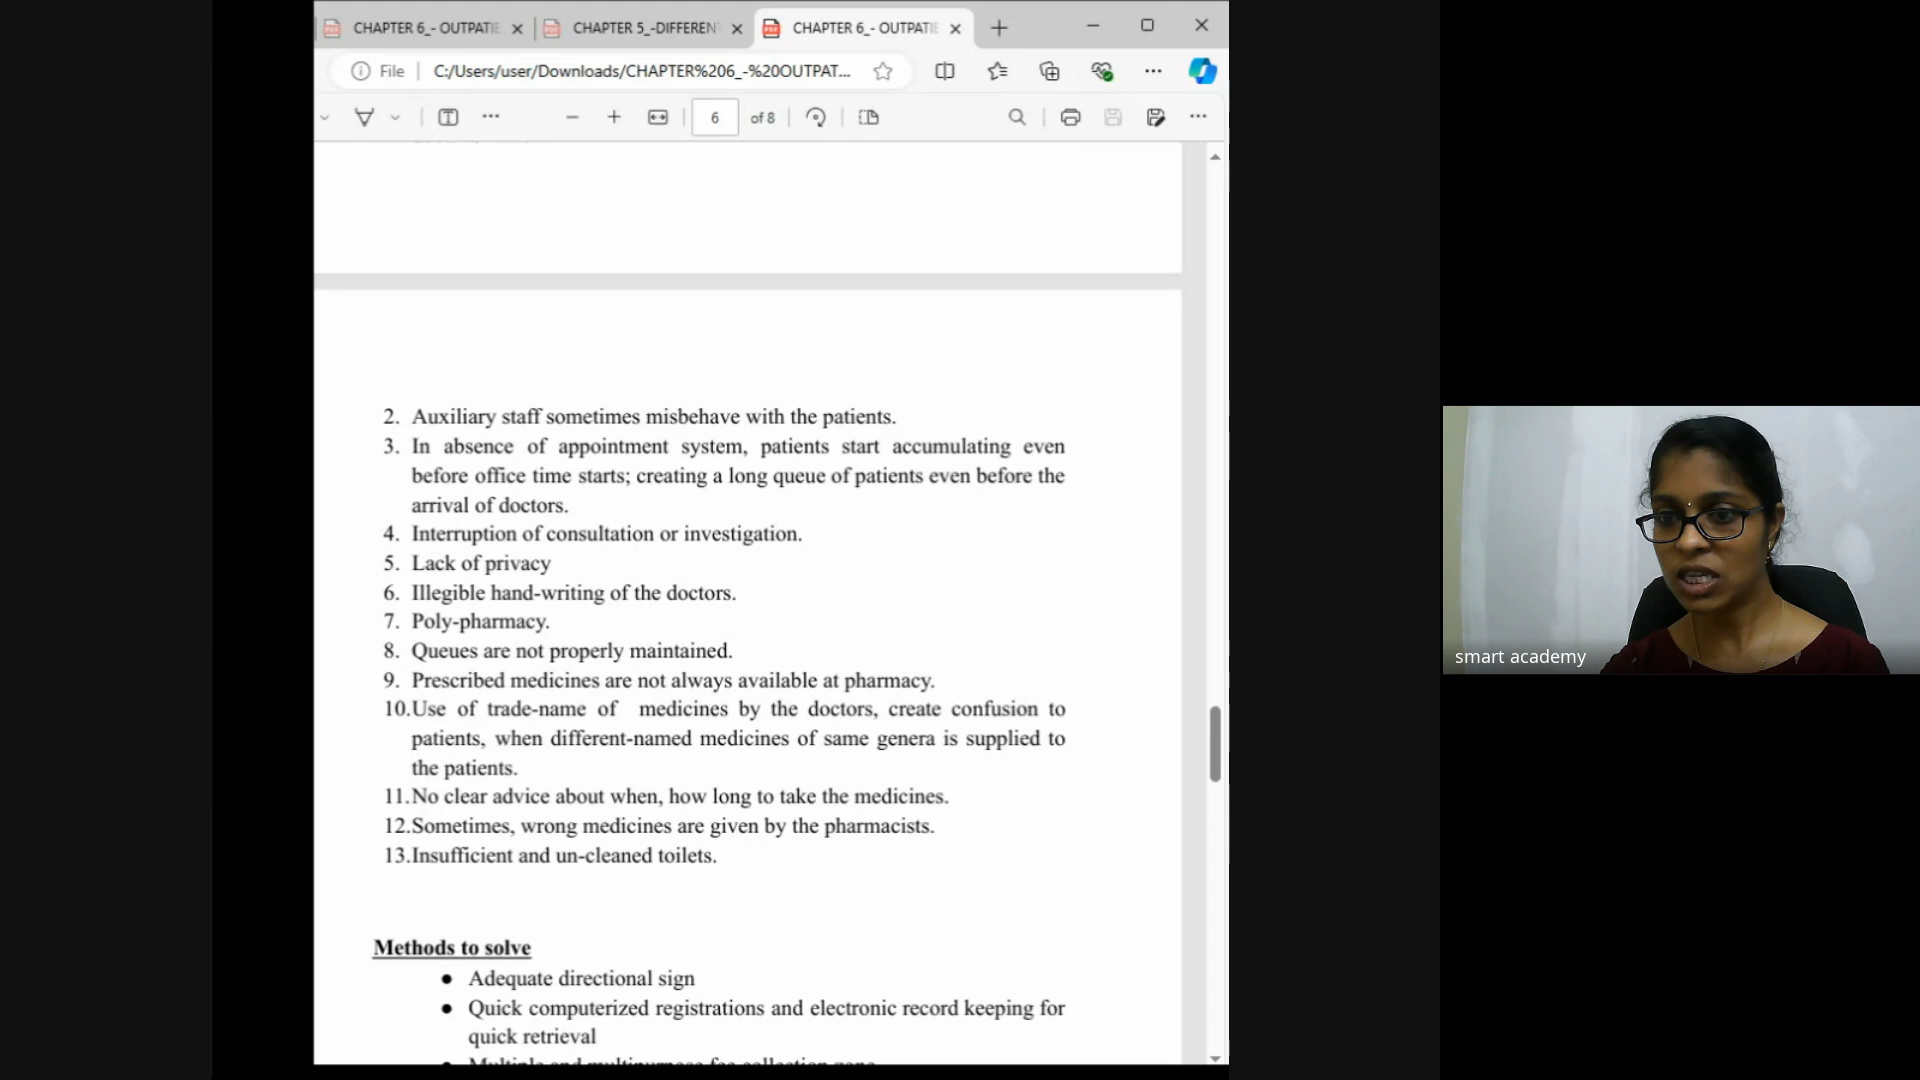 CHAPTER 6_- OUTPATIE
CHAPTER 5_-DIFFEREN
CHAPTER 6_- OUTPATIE
File
C:/Users/user/Downloads/CHAPTER%206_-%20OUTPAT...
6 of 8
2. Auxiliary staff sometimes misbehave with the patients.
3. In absence of appointment system, patients start accumulating even
before office time starts; creating a long queue of patients even before the
arrival of doctors.
4. Interruption of consultation or investigation.
5. Lack of privacy
6. Illegible hand-writing of the doctors.
7. Poly-pharmacy.
8. Queues are not properly maintained.
9. Prescribed medicines are not always available at pharmacy.
10.Use of trade-name of medicines by the doctors, create confusion to
patients, when different-named medicines of same genera is supplied to
the patients.
11.No clear advice about when, how long to take the medicines.
12.Sometimes, wrong medicines are given by the pharmacists.
13.Insufficient and un-cleaned toilets.
Methods to solve
● Adequate directional sign
● Quick computerized registrations and electronic record keeping for
quick retrieval
● Multiple and multipurpose fee collection zone
smart academy